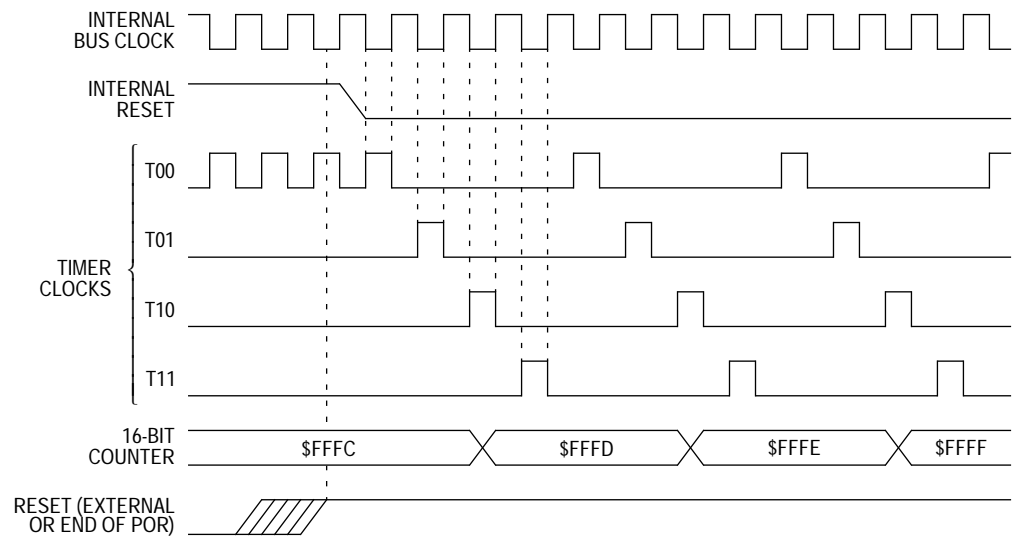 INTERNAL
BUS CLOCK
INTERNAL
RESET
TIMER
CLOCKS
T00
T01
T10
T11
16-BIT
COUNTER
$FFFC
$FFFD
$FFFE
$FFFF
RESET (EXTERNAL
OR END OF POR)